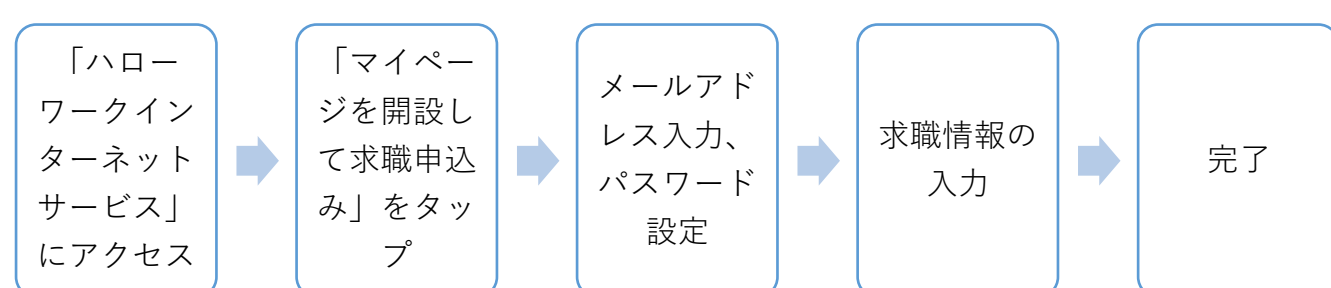 「ハロー
ワークイン
ターネット
サービス」
にアクセス
「マイペー
ジを開設し
て求職申込
み」をタッ
プ
メールアド
レス入力、
パスワード
設定
求職情報の
入力
完了